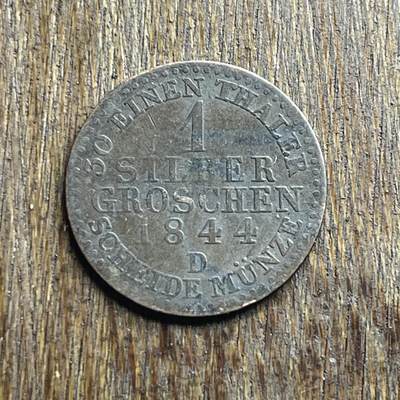 30 EINEN THALER
1
SILBER
GROSCHEN
1844
D
SCHEIDE MÜNZE